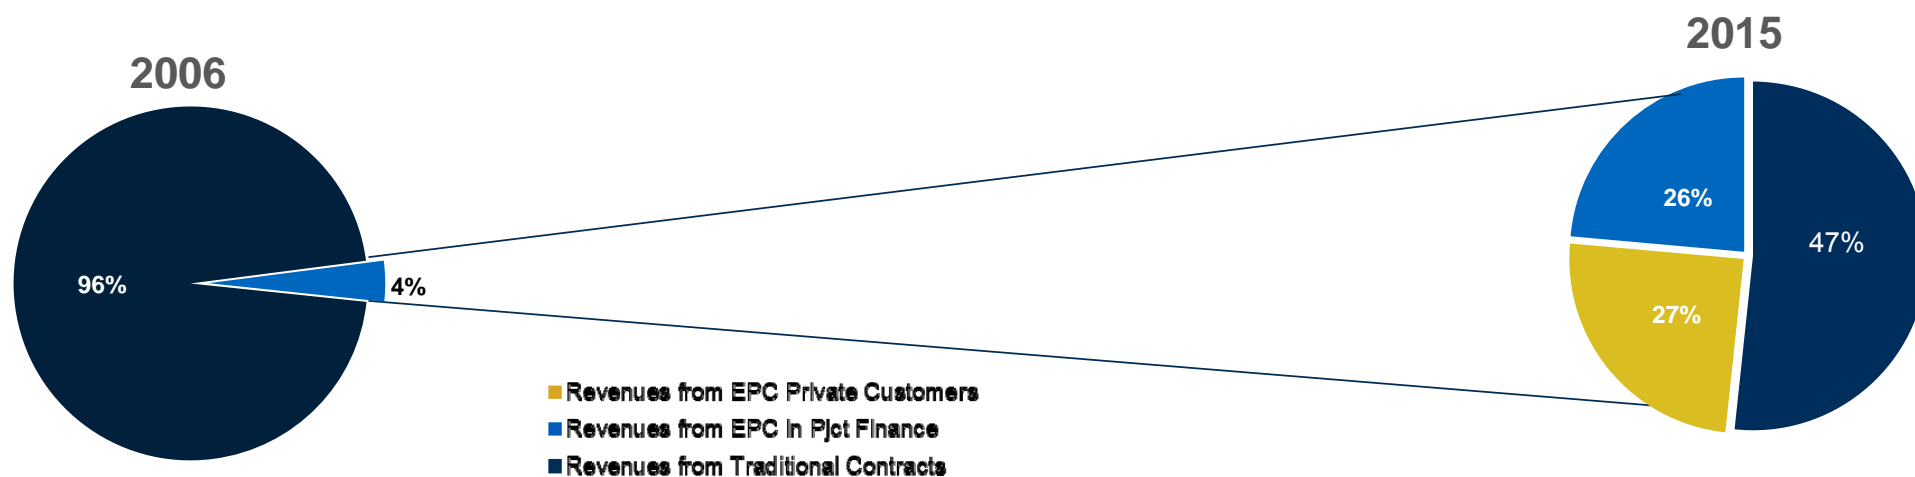 2006
2015
96%
4%
26%
47%
27%
Revenues from EPC Private Customers
Revenues from EPC in Pjct Finance
Revenues from Traditional Contracts